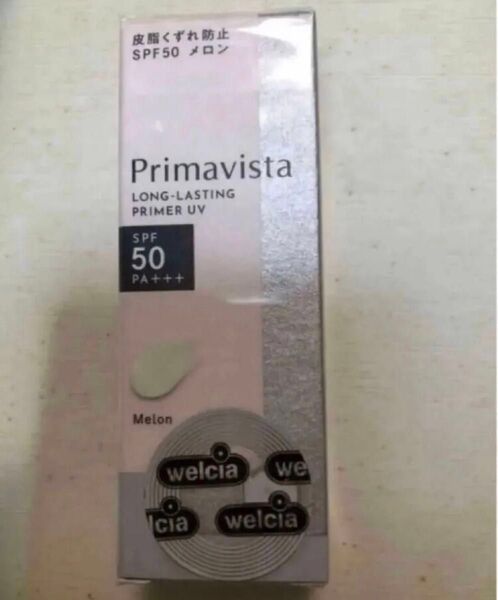 皮脂くずれ防止
SPF50 メロン
Primavista
LONG-LASTING
PRIMER UV
SPF
50
PA+++
Melon
welcia
we
lcia
welcia